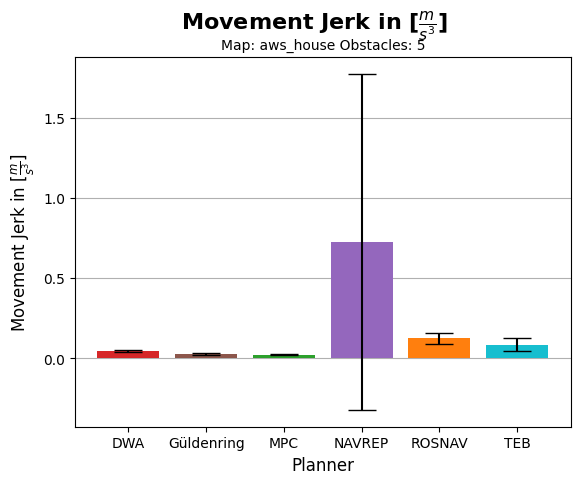 Movement Jerk in [m/s³]
Map: aws_house Obstacles: 5
Movement Jerk in [m/s³]
1.5
1.0
0.5
0.0
DWA Güldenring MPC NAVREP ROSNAV TEB
Planner